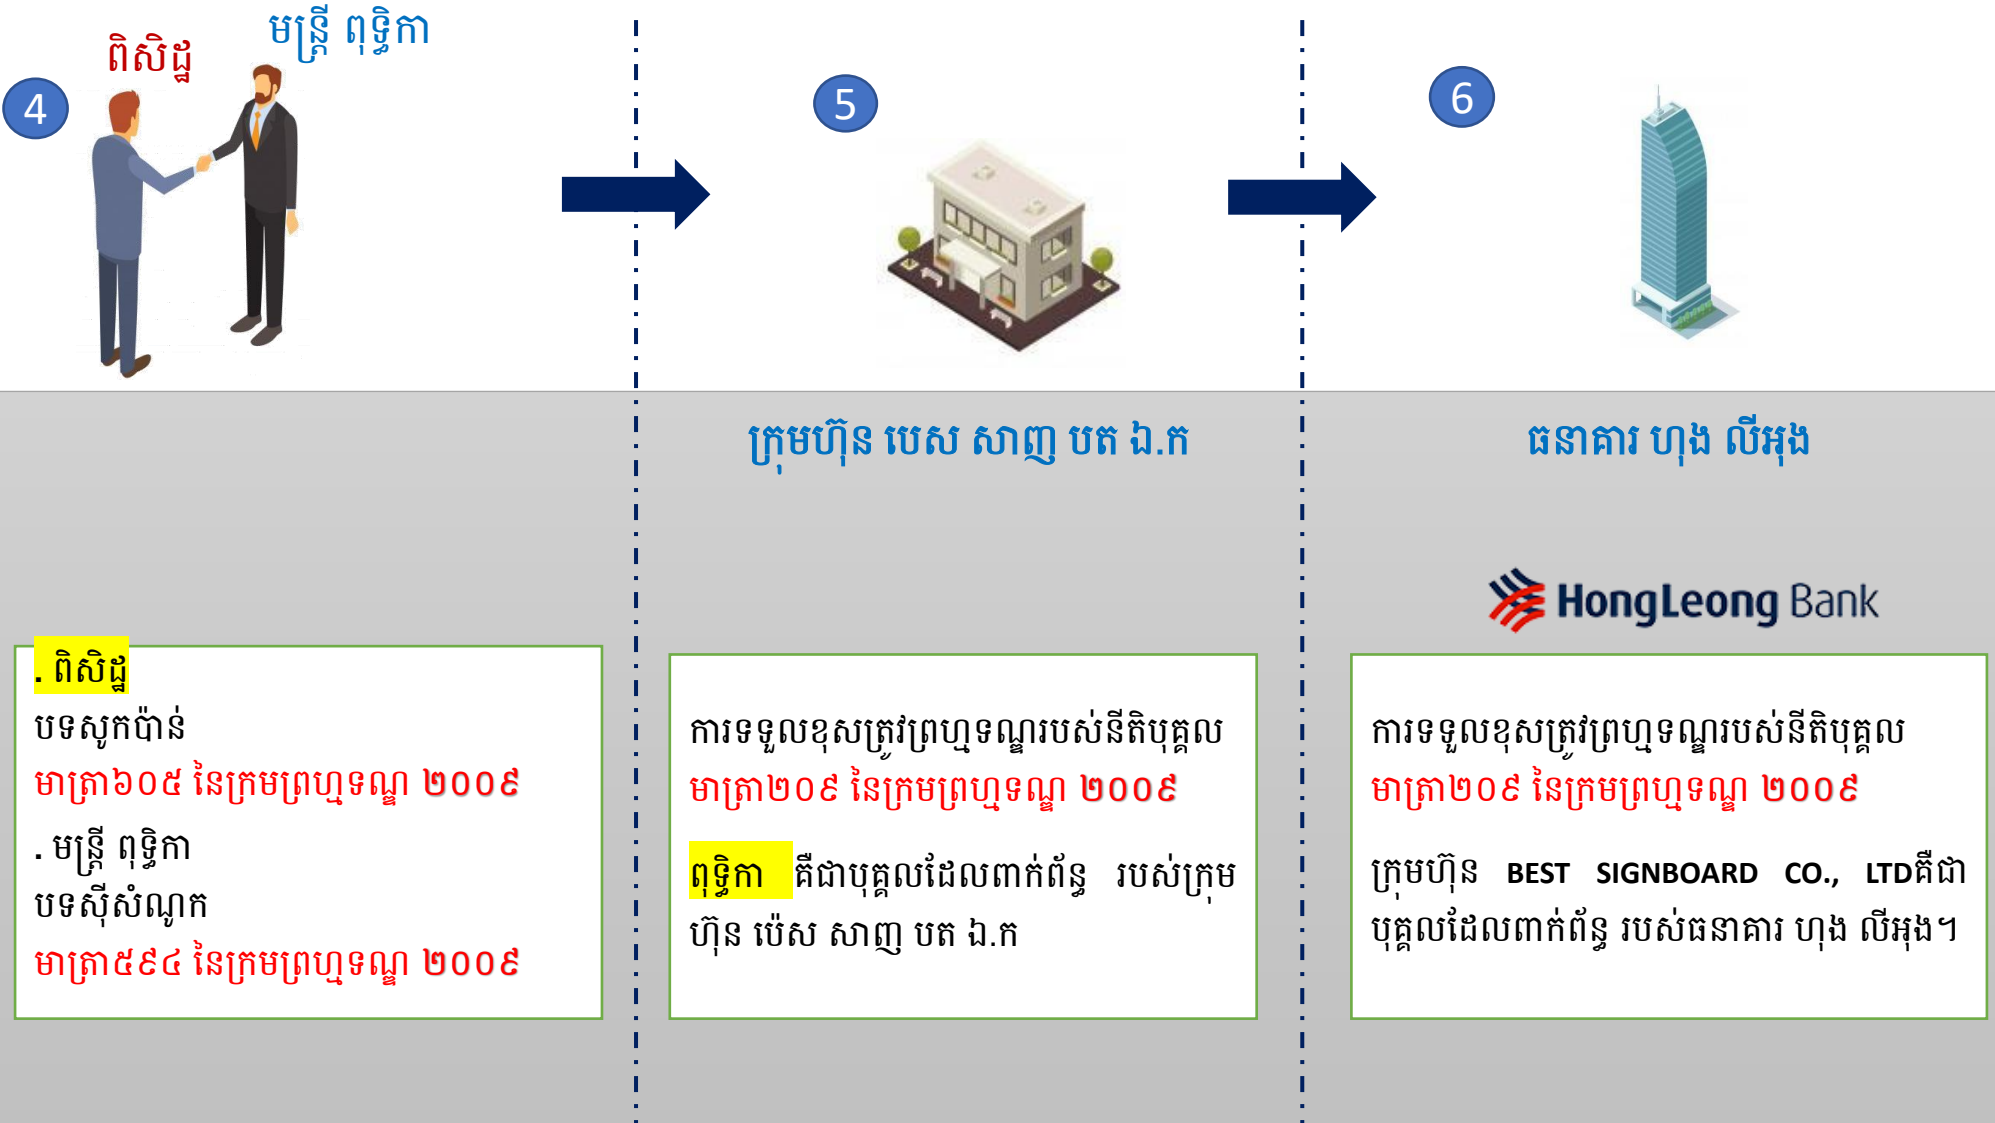 ពិសិដ្ឋ
មន្ត្រី ពុទ្ធិកា
4
5
6
ក្រុមហ៊ុន បេស សាញ បត ឯ.ក
ធនាគារ ហុង លីអុង
HongLeong Bank
. ពិសិដ្ឋ
បទសូកប៉ាន់
មាត្រា៦០៥ នៃក្រមព្រហ្មទណ្ឌ ២០០៩
. មន្ត្រី ពុទ្ធិកា
បទស៊ីសំណូក
មាត្រា៥៩៤ នៃក្រមព្រហ្មទណ្ឌ ២០០៩
ការទទួលខុសត្រូវព្រហ្មទណ្ឌរបស់នីតិបុគ្គល
មាត្រា២០៩ នៃក្រមព្រហ្មទណ្ឌ ២០០៩
ពុទ្ធិកា គឺជាបុគ្គលដែលពាក់ព័ន្ធ របស់ក្រុម
ហ៊ុន ប៉េស សាញ បត ឯ.ក
ការទទួលខុសត្រូវព្រហ្មទណ្ឌរបស់នីតិបុគ្គល
មាត្រា២០៩ នៃក្រមព្រហ្មទណ្ឌ ២០០៩
ក្រុមហ៊ុន BEST SIGNBOARD CO., LTDគឺជា
បុគ្គលដែលពាក់ព័ន្ធ របស់ធនាគារ ហុង លីអុង។